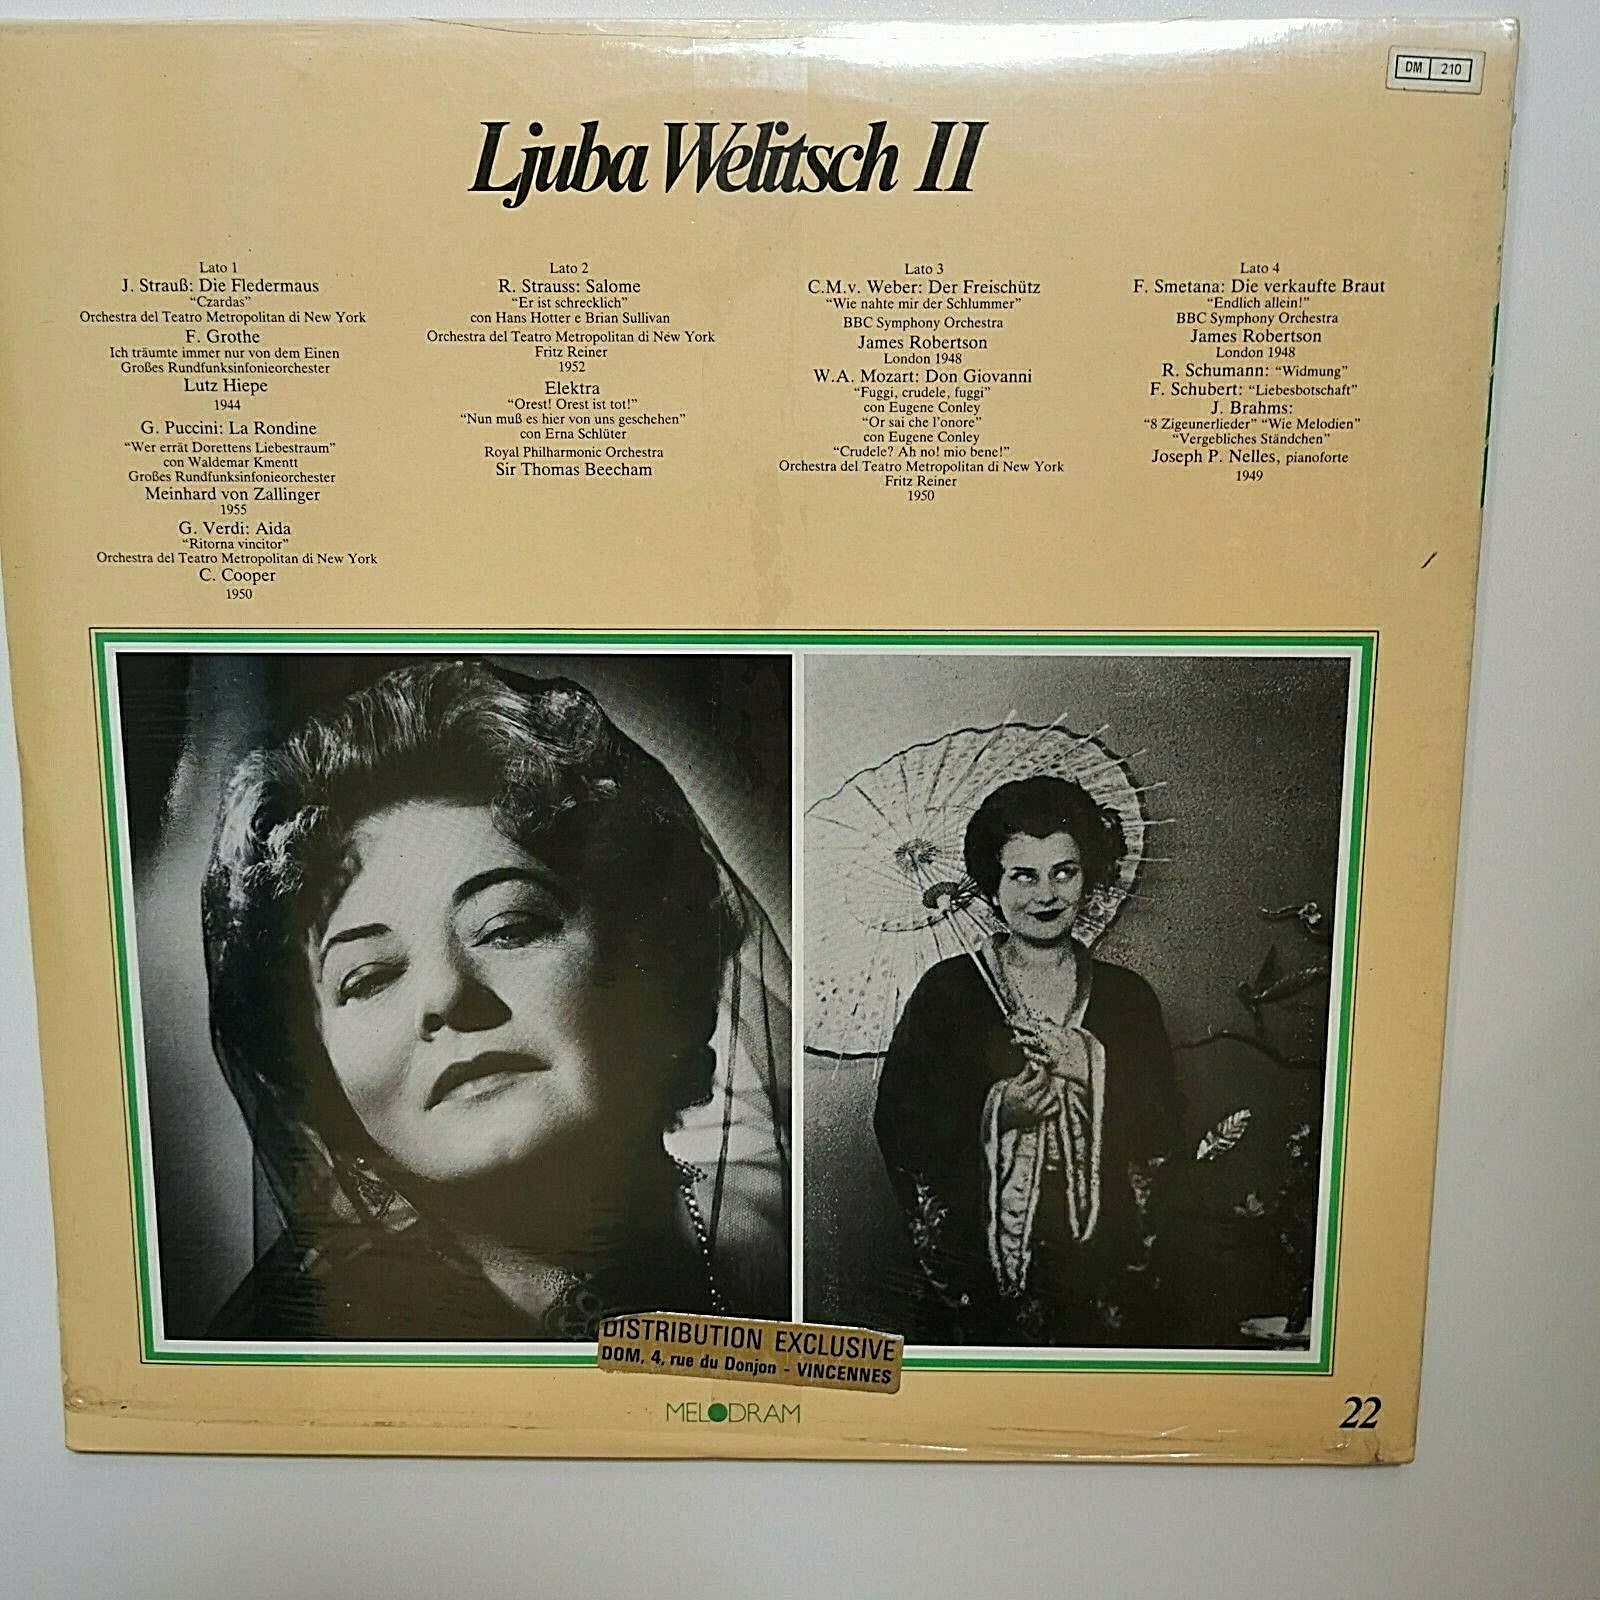 DM 210
Ljuba Welitsch II
Lato 1
J. Strauß: Die Fledermaus
“Czardas”
Orchestra del Teatro Metropolitan di New York
F. Grothe
Ich träumte immer nur von dem Einen
Großes Rundfunksinfonieorchester
Lutz Hiepe
1944
G. Puccini: La Rondine
“Wer errät Dorettens Liebestraum”
con Waldemar Kmentt
Großes Rundfunksinfonieorchester
Meinhard von Zallinger
1955
G. Verdi: Aida
“Ritorna vincitor”
Orchestra del Teatro Metropolitan di New York
C. Cooper
1950
Lato 2
R. Strauss: Salome
“Er ist schrecklich”
con Hans Hotter e Brian Sullivan
Orchestra del Teatro Metropolitan di New York
Fritz Reiner
1952
Elektra
“Orest! Orest ist tot!”
“Nun muß es hier von uns geschehen”
con Erna Schlüter
Royal Philharmonic Orchestra
Sir Thomas Beecham
Lato 3
C.M.v. Weber: Der Freischütz
“Wie nahte mir der Schlummer”
BBC Symphony Orchestra
James Robertson
London 1948
W.A. Mozart: Don Giovanni
“Fuggi, crudele, fuggi”
con Eugene Conley
“Or sai che l'onore”
con Eugene Conley
“Crudele? Ah no! mio bene!”
Orchestra del Teatro Metropolitan di New York
Fritz Reiner
1950
Lato 4
F. Smetana: Die verkaufte Braut
“Endlich allein!”
BBC Symphony Orchestra
James Robertson
London 1948
R. Schumann: “Widmung”
F. Schubert: “Liebesbotschaft”
J. Brahms:
“8 Zigeunerlieder” “Wie Melodien”
“Vergebliches Ständchen”
Joseph P. Nelles, pianoforte
1949
DISTRIBUTION EXCLUSIVE
DOM, 4, rue du Donjon - VINCENNES
MELODRAM
22